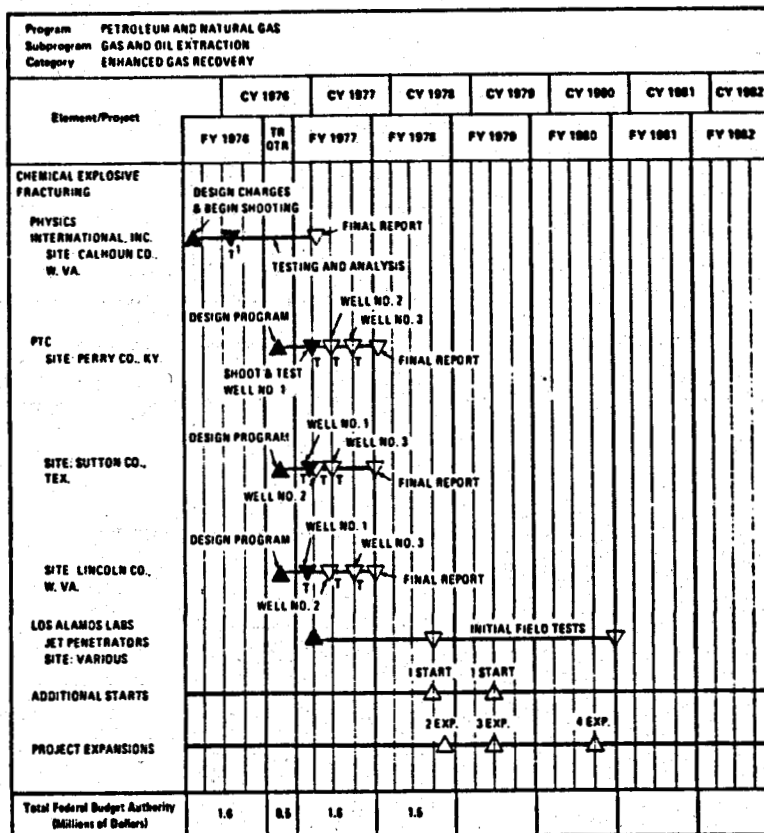 Program PETROLEUM AND NATURAL GAS
Subprogram GAS AND OIL EXTRACTION
Category ENHANCED GAS RECOVERY
Element/Project
CY 1976 CY 1977 CY 1978 CY 1979 CY 1980 CY 1981 CY 1982
FY 1976 TR QTR FY 1977 FY 1978 FY 1979 FY 1980 FY 1981 FY 1982
CHEMICAL EXPLOSIVE
FRACTURING
DESIGN CHARGES
& BEGIN SHOOTING
PHYSICS
INTERNATIONAL, INC.
SITE: CALHOUN CO.,
W. VA.
FINAL REPORT
T1
TESTING AND ANALYSIS
WELL NO. 2
WELL NO. 3
DESIGN PROGRAM
PTC
SITE: PERRY CO., KY.
FINAL REPORT
SHOOT & TEST
WELL NO. 1
T T T
WELL NO. 1
WELL NO. 3
DESIGN PROGRAM
SITE: SUTTON CO.,
TEX.
FINAL REPORT
T T T
WELL NO. 2
WELL NO. 1
WELL NO. 3
DESIGN PROGRAM
SITE LINCOLN CO.,
W. VA.
FINAL REPORT
T T T
WELL NO. 2
LOS ALAMOS LABS
JET PENETRATORS
SITE: VARIOUS
INITIAL FIELD TESTS
1 START 1 START
ADDITIONAL STARTS
2 EXP. 3 EXP. 4 EXP.
PROJECT EXPANSIONS
Total Federal Budget Authority
(Millions of Dollars)
1.6 0.5 1.6 1.5